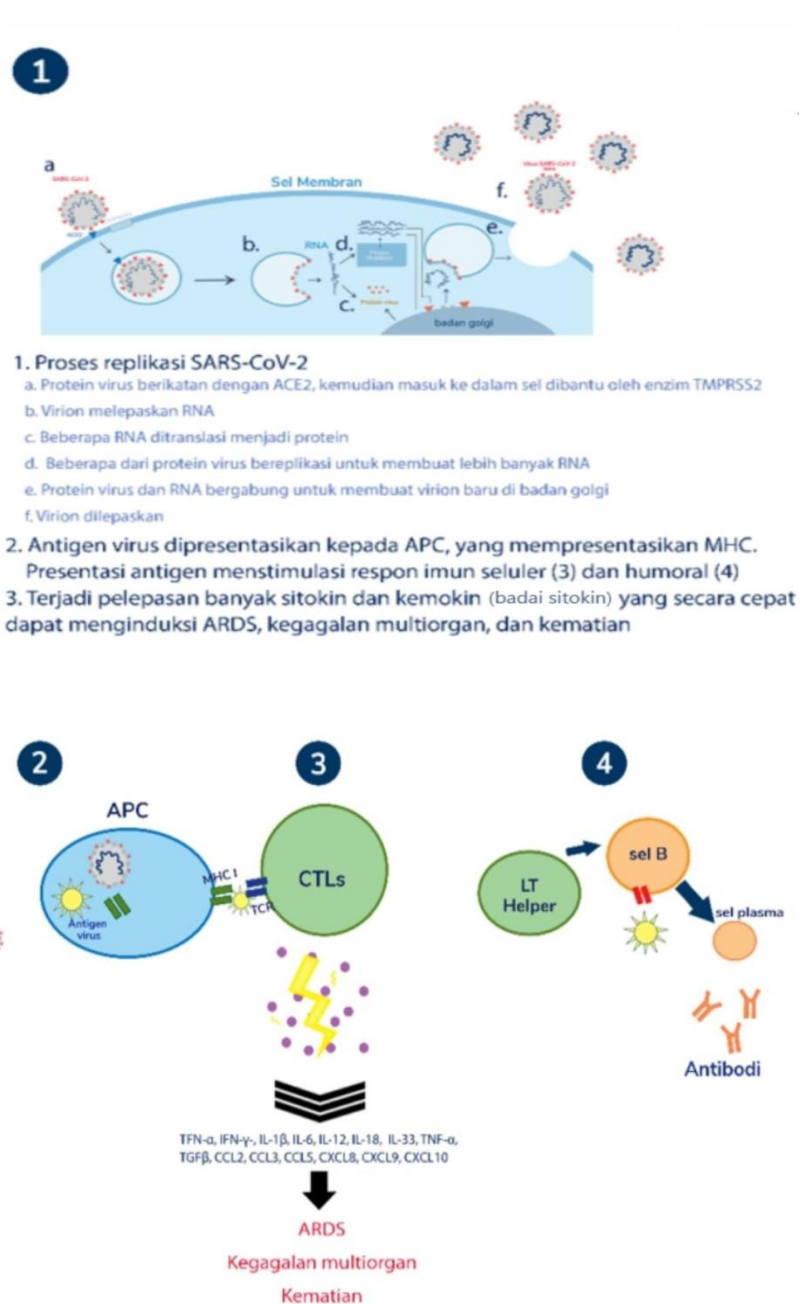 1
a
SARS-CoV-2
ACE2
Sel Membran
b.
RNA
d.
c.
Protein virus
e.
f.
badan golgi
1. Proses replikasi SARS-CoV-2
a. Protein virus berikatan dengan ACE2, kemudian masuk ke dalam sel dibantu oleh enzim TMPRSS2
b. Virion melepaskan RNA
c. Beberapa RNA ditranslasi menjadi protein
d. Beberapa dari protein virus bereplikasi untuk membuat lebih banyak RNA
e. Protein virus dan RNA bergabung untuk membuat virion baru di badan golgi
f. Virion dilepaskan
2. Antigen virus dipresentasikan kepada APC, yang mempresentasikan MHC.
Presentasi antigen menstimulasi respon imun seluler (3) dan humoral (4)
3. Terjadi pelepasan banyak sitokin dan kemokin (badai sitokin) yang secara cepat
dapat menginduksi ARDS, kegagalan multiorgan, dan kematian
2
APC
Antigen
virus
MHC I
TCR
3
CTLs
TFN-α, IFN-γ-, IL-1β, IL-6, IL-12, IL-18, IL-33, TNF-α,
TGFβ, CCL2, CCL3, CCL5, CXCL8, CXCL9, CXCL10
ARDS
Kegagalan multiorgan
Kematian
4
LT
Helper
sel B
sel plasma
Antibodi